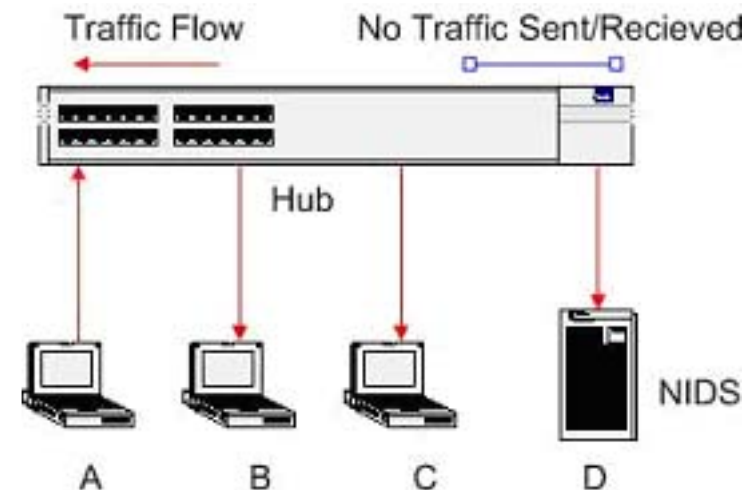 Traffic Flow
No Traffic Sent/Recieved
Hub
NIDS
A
B
C
D